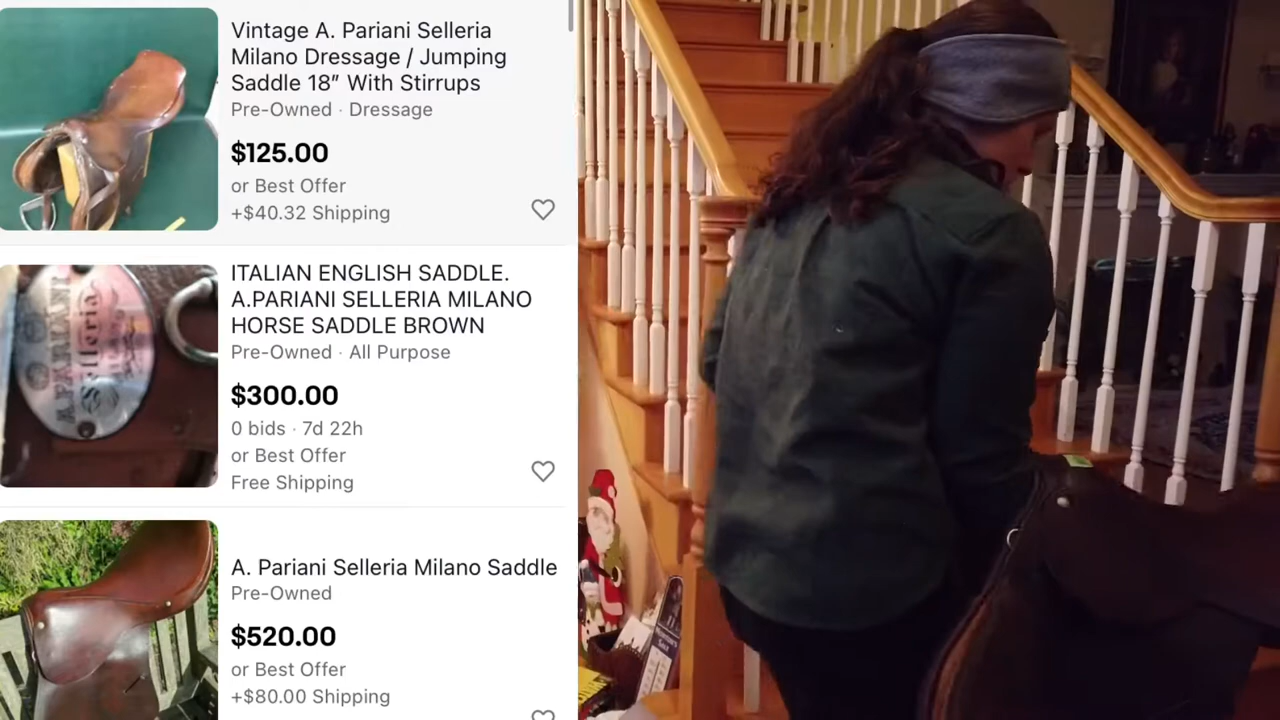 Vintage A. Pariani Selleria
Milano Dressage / Jumping
Saddle 18” With Stirrups
Pre-Owned · Dressage
$125.00
or Best Offer
+$40.32 Shipping
A.PARIANI
Selleria
MILANO
ITALIAN ENGLISH SADDLE.
A.PARIANI SELLERIA MILANO
HORSE SADDLE BROWN
Pre-Owned · All Purpose
$300.00
0 bids · 7d 22h
or Best Offer
Free Shipping
A. Pariani Selleria Milano Saddle
Pre-Owned
$520.00
or Best Offer
+$80.00 Shipping